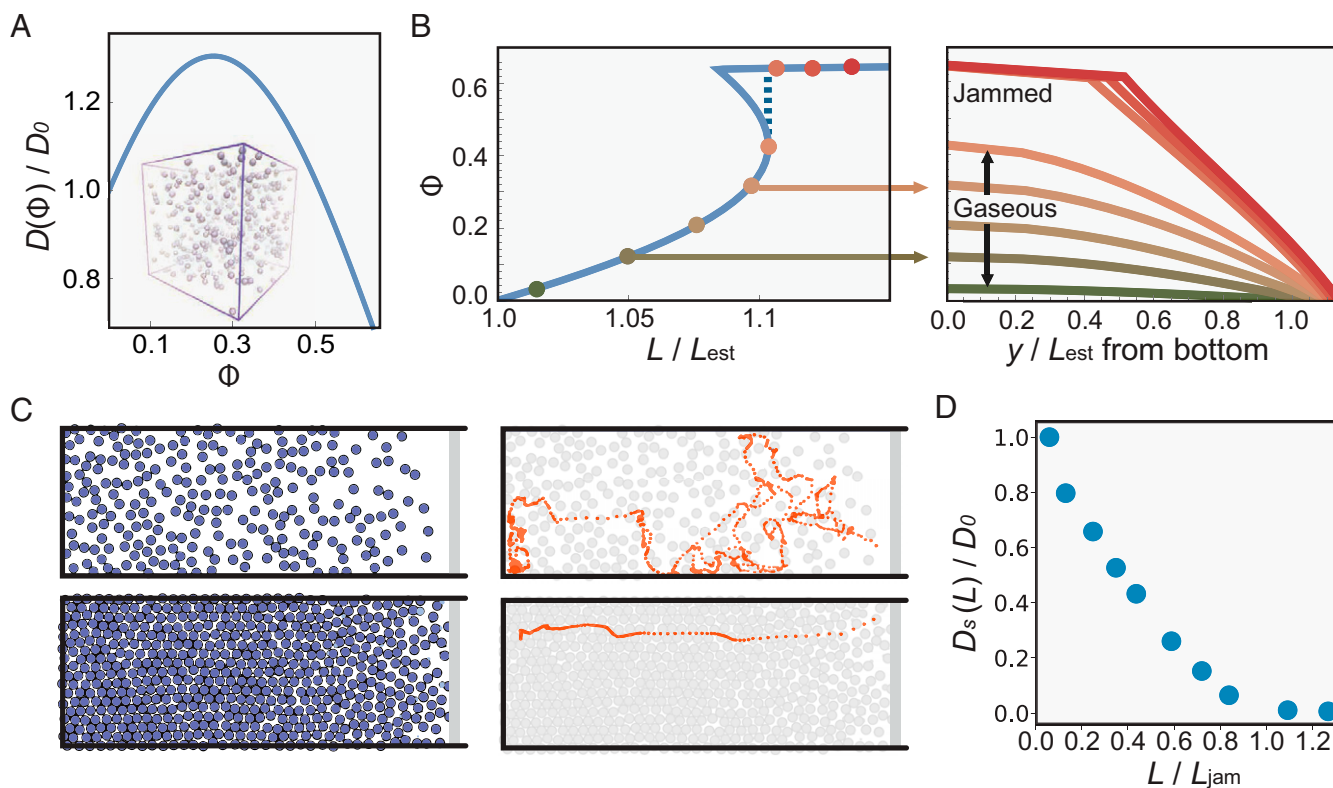 A
D(Φ) / D0
1.2
1.0
0.8
0.1 0.3 0.5
Φ
B
Φ
0.6
0.4
0.2
0.0
1.0 1.05 1.1
L / Lest
Jammed
Gaseous
0.0 0.2 0.4 0.6 0.8 1.0
y / Lest from bottom
C
D
Ds(L) / D0
1.0
0.8
0.6
0.4
0.2
0.0
0.0 0.2 0.4 0.6 0.8 1.0 1.2
L / Ljam